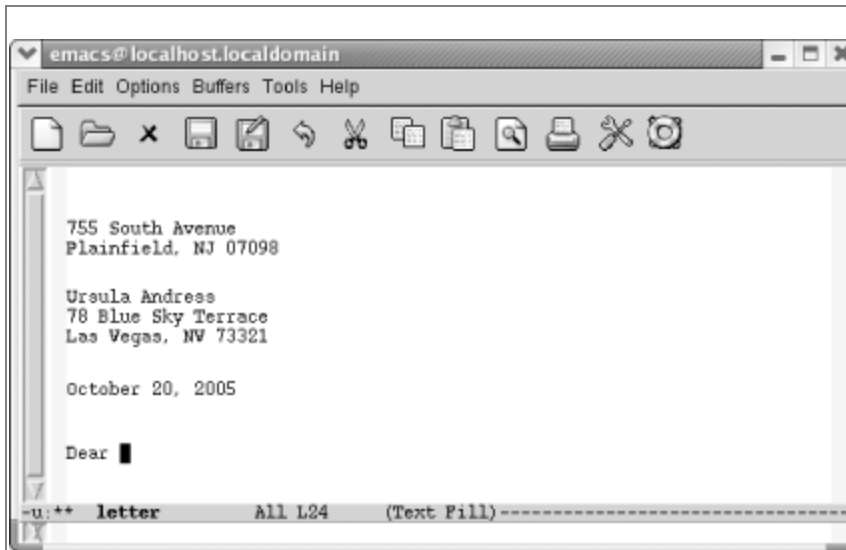 emacs@localhost.localdomain
File Edit Options Buffers Tools Help
755 South Avenue
Plainfield, NJ 07098
Ursula Andress
78 Blue Sky Terrace
Las Vegas, NV 73321
October 20, 2005
Dear
-u:** letter All L24 (Text Fill)--------------------------------